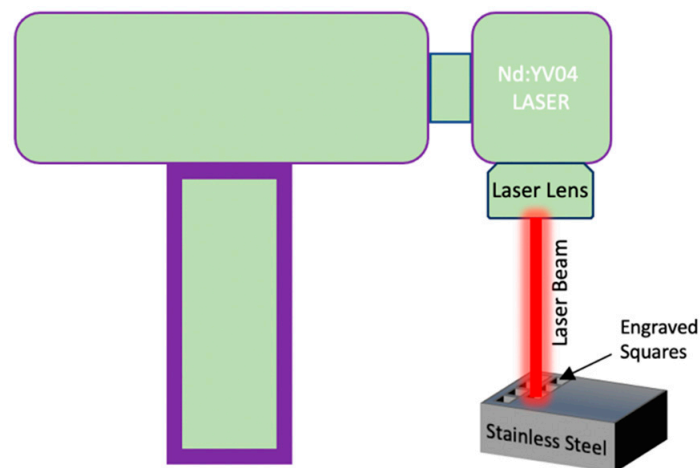 Nd:YV04
LASER
Laser Lens
Laser Beam
Engraved
Squares
Stainless Steel